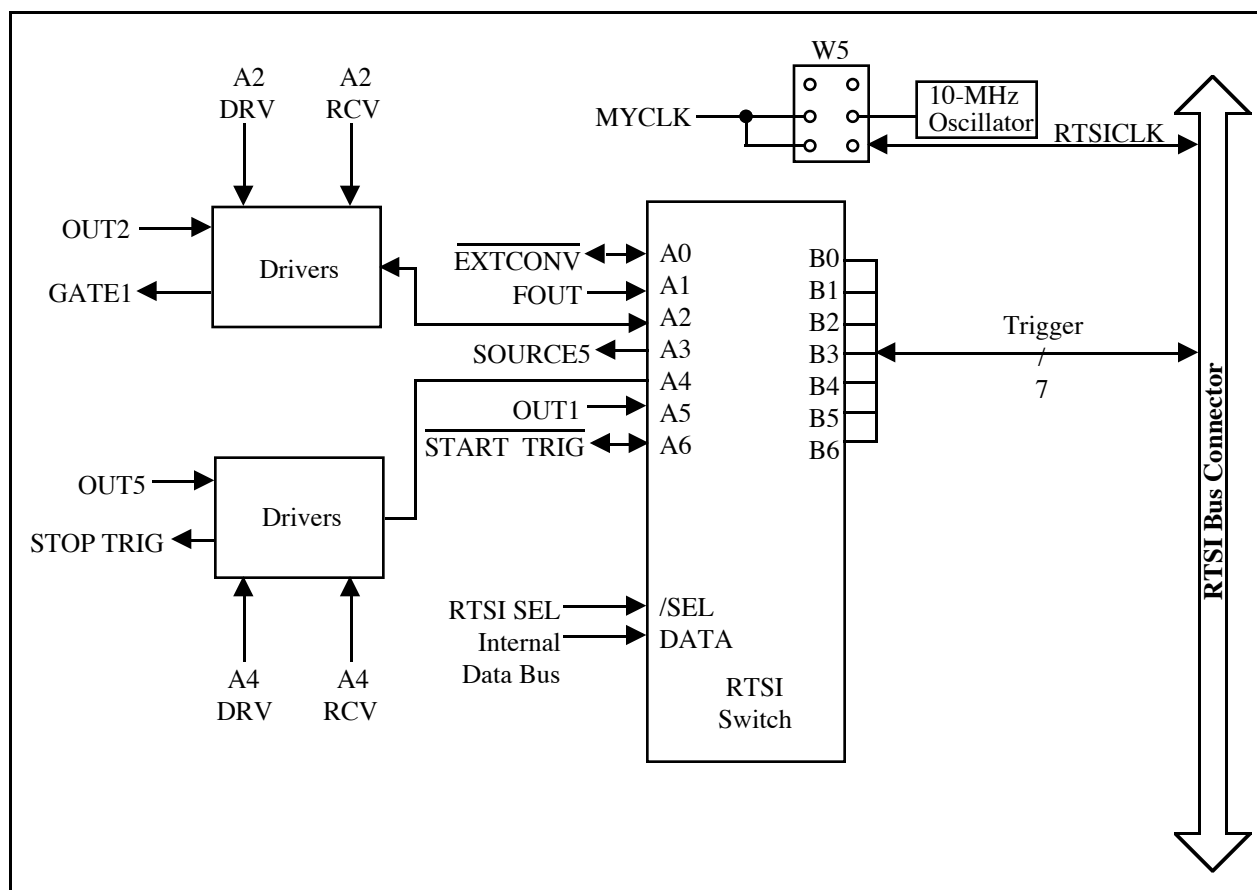 A2
DRV
A2
RCV
W5
MYCLK
10-MHz
Oscillator
RTSICLK
OUT2
GATE1
Drivers
EXTCONV
FOUT
SOURCE5
OUT1
START TRIG
A0
A1
A2
A3
A4
A5
A6
B0
B1
B2
B3
B4
B5
B6
Trigger
/
7
RTSI Bus Connector
OUT5
STOP TRIG
Drivers
A4
DRV
A4
RCV
RTSI SEL
Internal
Data Bus
/SEL
DATA
RTSI
Switch